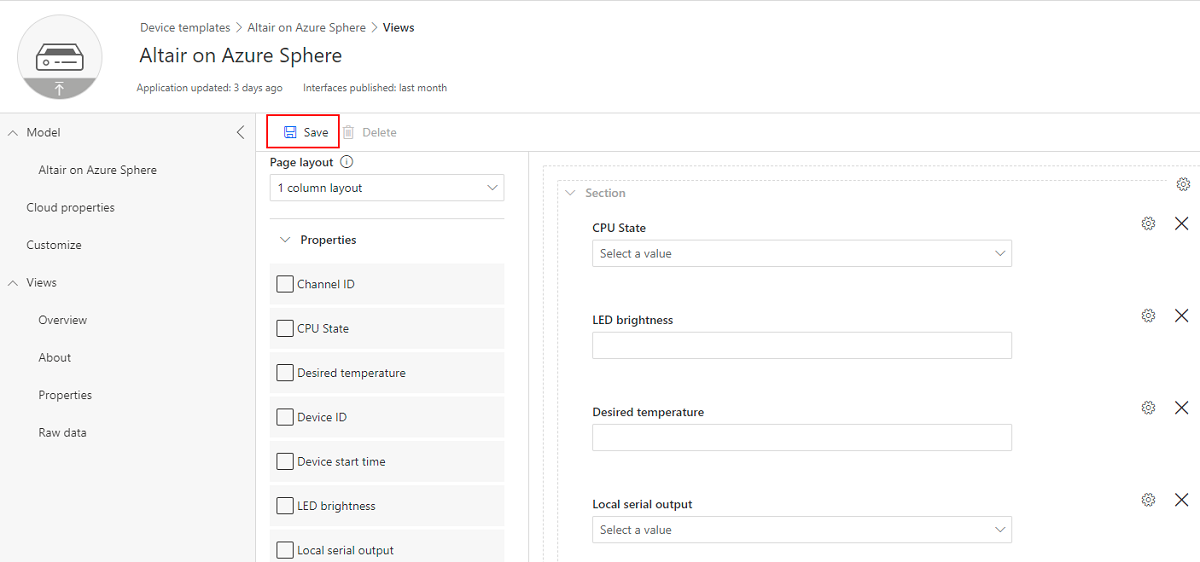 Device templates > Altair on Azure Sphere > Views
Altair on Azure Sphere
Application updated: 3 days ago Interfaces published: last month
Model
Altair on Azure Sphere
Cloud properties
Customize
Views
Overview
About
Properties
Raw data
Save Delete
Page layout
1 column layout
Properties
Channel ID
CPU State
Desired temperature
Device ID
Device start time
LED brightness
Local serial output
Section
CPU State
Select a value
LED brightness
Desired temperature
Local serial output
Select a value